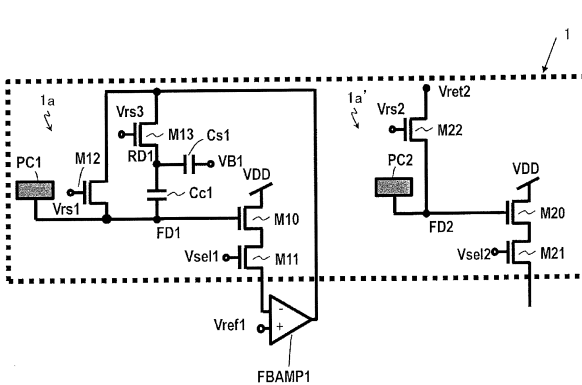 1
1a
1a'
Vret2
Vrs3
Vrs2
M13
Cs1
M22
RD1
VB1
PC1
M12
PC2
VDD
VDD
Cc1
Vrs1
M10
M20
FD1
FD2
Vsel1
M11
Vsel2
M21
-
Vref1
+
FBAMP1